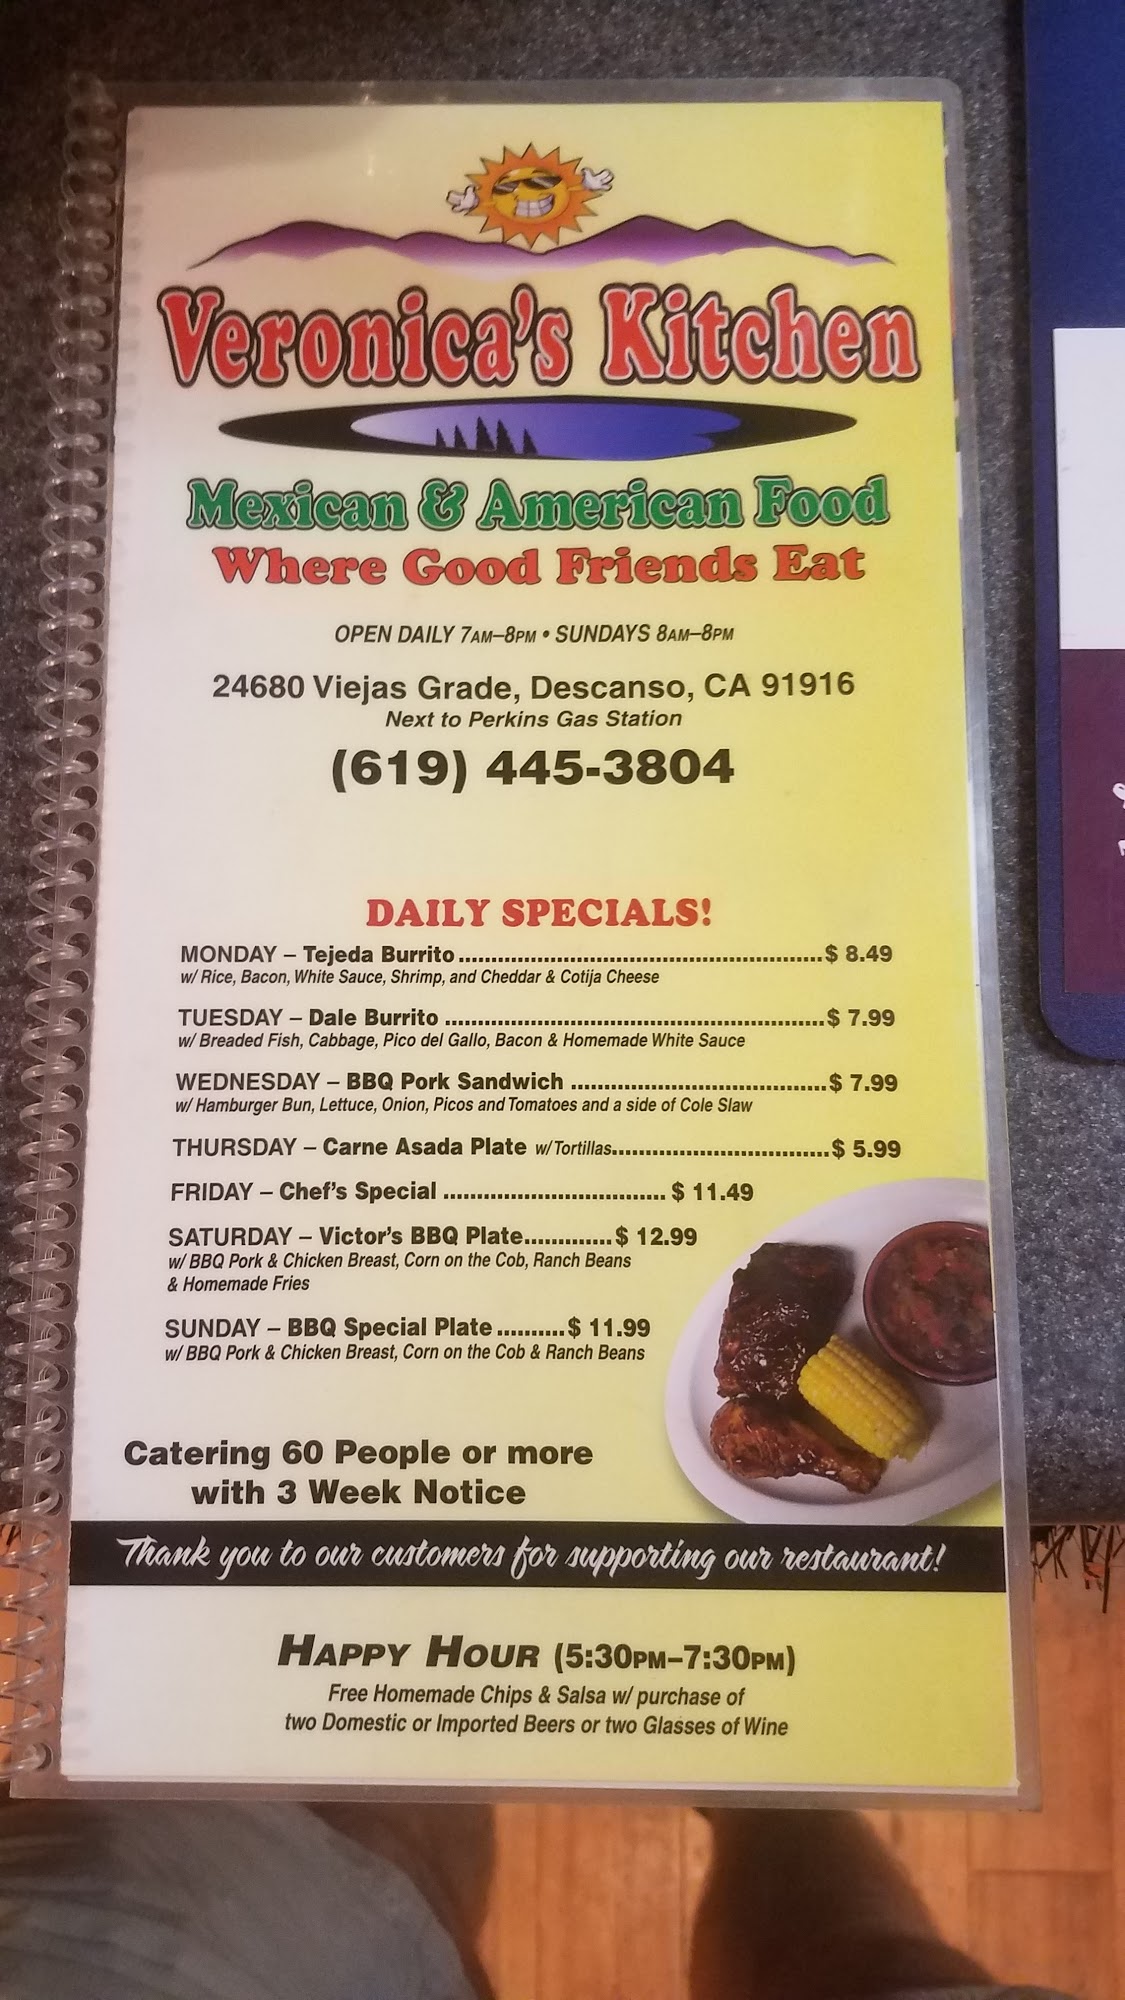 Veronica's Kitchen
Mexican & American Food
Where Good Friends Eat
OPEN DAILY 7AM–8PM • SUNDAYS 8AM–8PM
24680 Viejas Grade, Descanso, CA 91916
Next to Perkins Gas Station
(619) 445-3804
DAILY SPECIALS!
MONDAY – Tejeda Burrito ........................................................ $ 8.49
w/ Rice, Bacon, White Sauce, Shrimp, and Cheddar & Cotija Cheese
TUESDAY – Dale Burrito ........................................................ $ 7.99
w/ Breaded Fish, Cabbage, Pico del Gallo, Bacon & Homemade White Sauce
WEDNESDAY – BBQ Pork Sandwich ...................................... $ 7.99
w/ Hamburger Bun, Lettuce, Onion, Picos and Tomatoes and a side of Cole Slaw
THURSDAY – Carne Asada Plate w/Tortillas................................. $ 5.99
FRIDAY – Chef's Special ................................. $ 11.49
SATURDAY – Victor's BBQ Plate............. $ 12.99
w/ BBQ Pork & Chicken Breast, Corn on the Cob, Ranch Beans
& Homemade Fries
SUNDAY – BBQ Special Plate .......... $ 11.99
w/ BBQ Pork & Chicken Breast, Corn on the Cob & Ranch Beans
Catering 60 People or more
with 3 Week Notice
Thank you to our customers for supporting our restaurant!
HAPPY HOUR (5:30PM–7:30PM)
Free Homemade Chips & Salsa w/ purchase of
two Domestic or Imported Beers or two Glasses of Wine